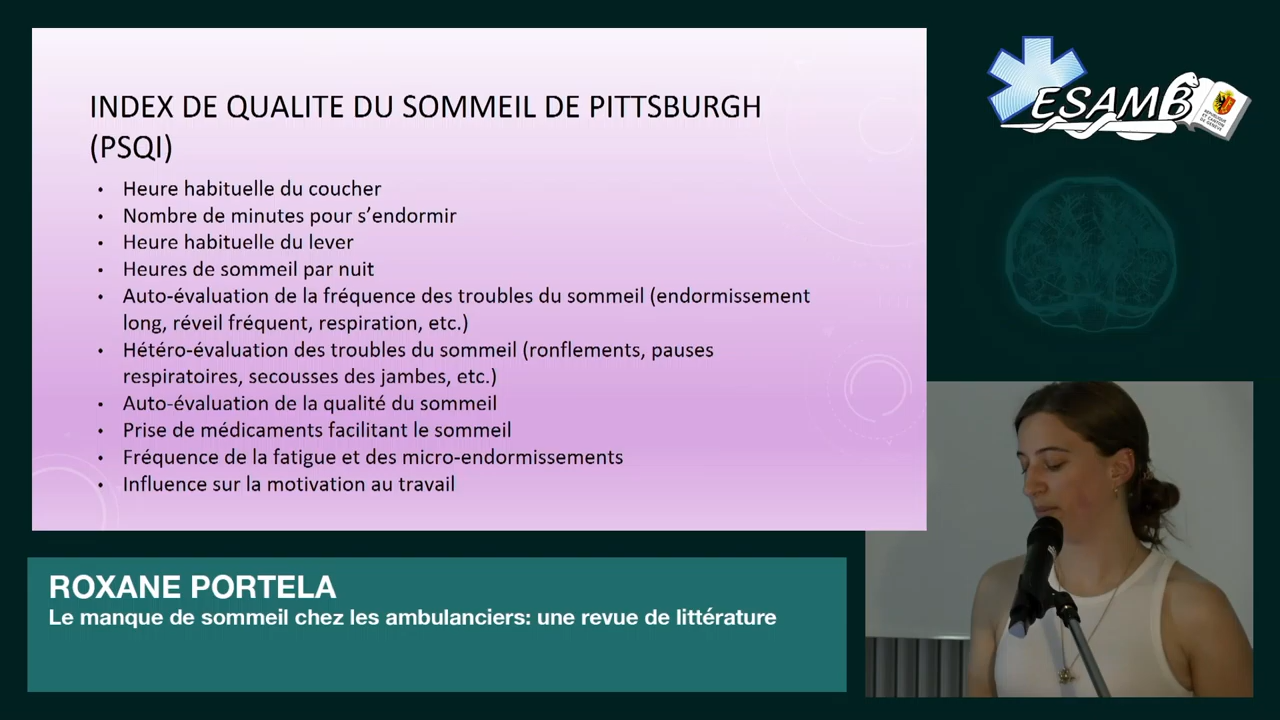 INDEX DE QUALITE DU SOMMEIL DE PITTSBURGH
(PSQI)
• Heure habituelle du coucher
• Nombre de minutes pour s’endormir
• Heure habituelle du lever
• Heures de sommeil par nuit
• Auto-évaluation de la fréquence des troubles du sommeil (endormissement
long, réveil fréquent, respiration, etc.)
• Hétéro-évaluation des troubles du sommeil (ronflements, pauses
respiratoires, secousses des jambes, etc.)
• Auto-évaluation de la qualité du sommeil
• Prise de médicaments facilitant le sommeil
• Fréquence de la fatigue et des micro-endormissements
• Influence sur la motivation au travail
ESAMB
REPUBLIQUE
ET CANTON
DE GENEVE
ROXANE PORTELA
Le manque de sommeil chez les ambulanciers: une revue de littérature